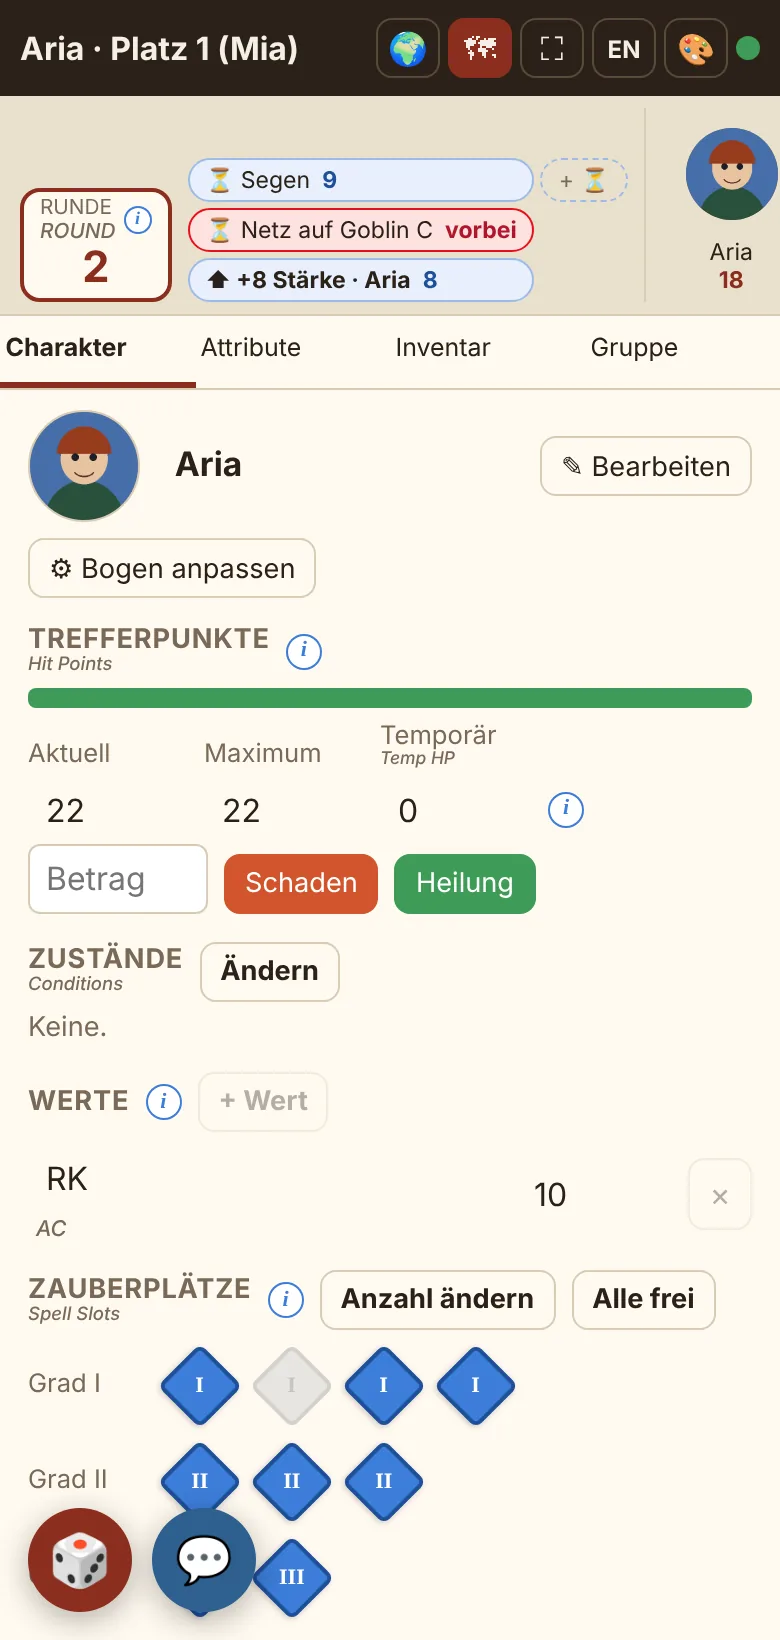 Aria · Platz 1 (Mia)
EN
RUNDE
ROUND
i
2
⏳ Segen 9
⏳ Netz auf Goblin C vorbei
⬆ +8 Stärke · Aria 8
+ ⏳
Aria
18
Charakter Attribute Inventar Gruppe
Aria
✎ Bearbeiten
⚙ Bogen anpassen
TREFFERPUNKTE i
Hit Points
Aktuell Maximum Temporär
Temp HP
22 22 0 i
Betrag Schaden Heilung
ZUSTÄNDE Ändern
Conditions
Keine.
WERTE i + Wert
RK 10 ×
AC
ZAUBERPLÄTZE i Anzahl ändern Alle frei
Spell Slots
Grad I I I I I
Grad II II II II
III